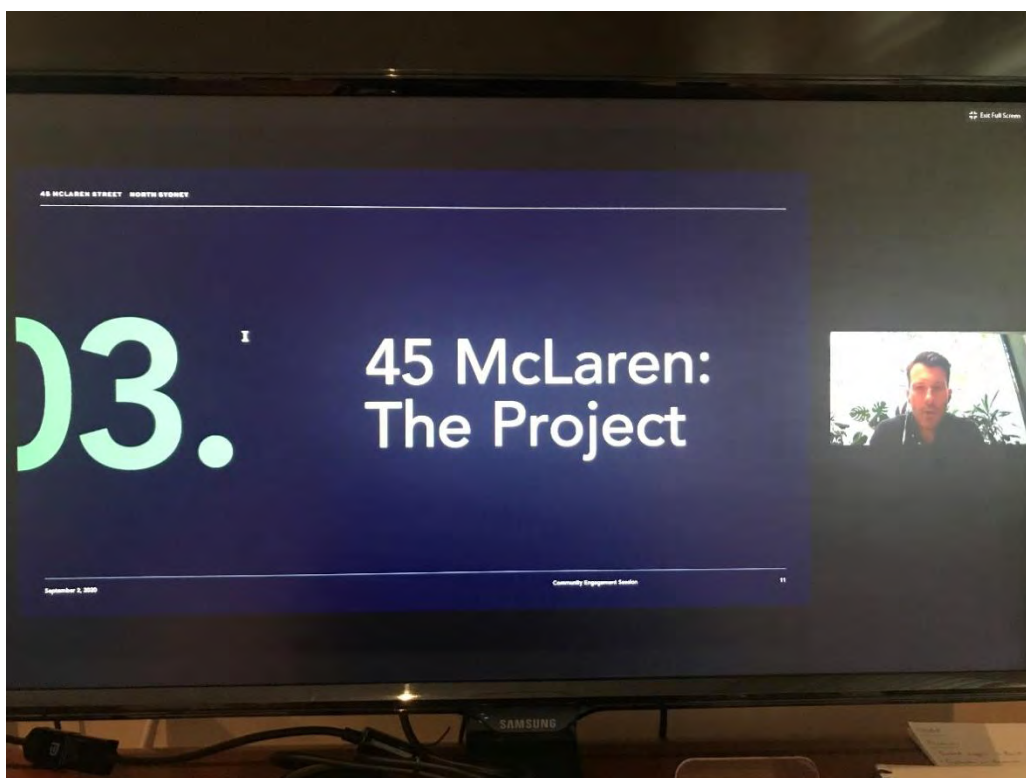 Exit Full Screen
45 MCLAREN STREET NORTH SYDNEY
03.
45 McLaren:
The Project
September 2, 2020
Community Engagement Session
11
SAMSUNG